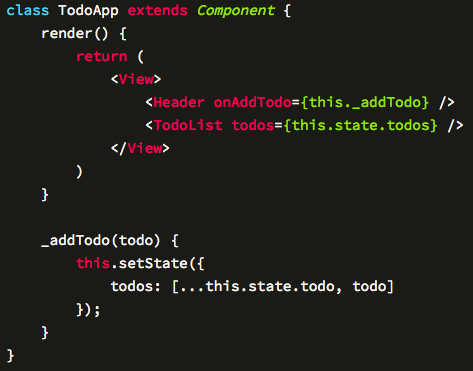 class TodoApp extends Component {
    render() {
        return (
            <View>
                <Header onAddTodo={this._addTodo} />
                <TodoList todos={this.state.todos} />
            </View>
        )
    }

    _addTodo(todo) {
        this.setState({
            todos: [...this.state.todo, todo]
        });
    }
}